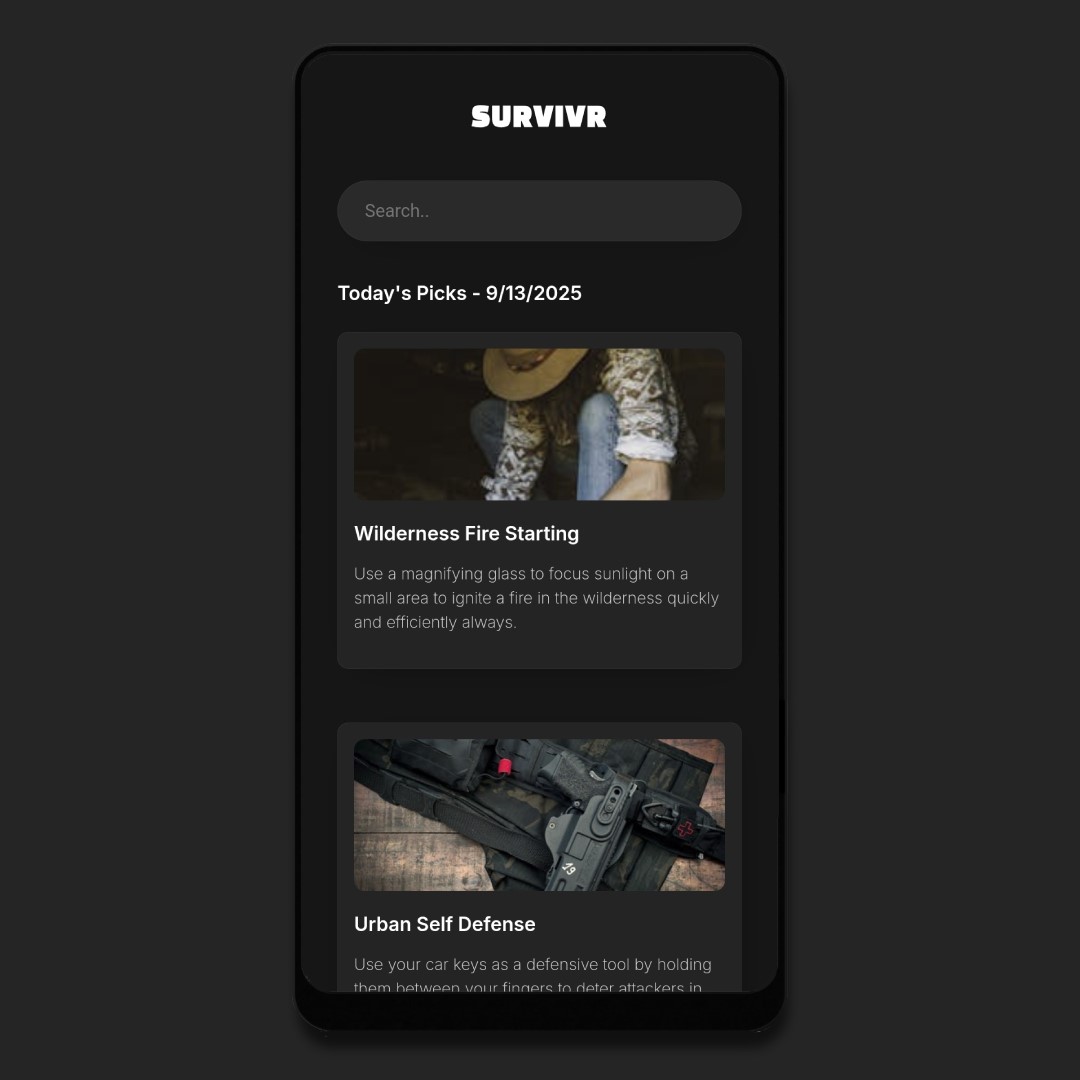 SURVIVR
Search..
Today's Picks - 9/13/2025
Wilderness Fire Starting
Use a magnifying glass to focus sunlight on a
small area to ignite a fire in the wilderness quickly
and efficiently always.
19
Urban Self Defense
Use your car keys as a defensive tool by holding
them between your fingers to deter attackers in